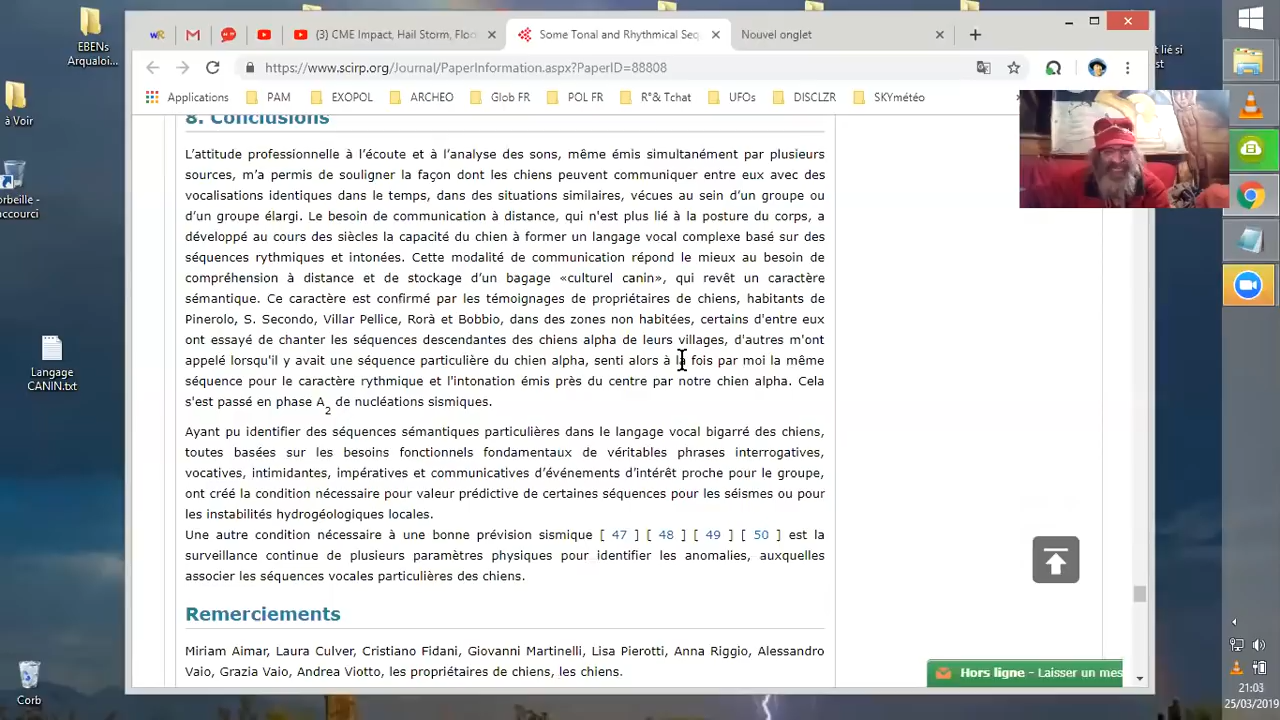 EBENs
Arqualoi...
à Voir
orbeille -
accourci
Langage
CANIN.txt
Corb
(3) CME Impact, Hail Storm, Floo
Some Tonal and Rhythmical Seq
Nouvel onglet
https://www.scirp.org/Journal/PaperInformation.aspx?PaperID=88808
Applications PAM EXOPOL ARCHEO Glob FR POL FR R°& Tchat UFOs DISCLZR SKYmétéo
lié si
st
8. Conclusions
L'attitude professionnelle à l'écoute et à l'analyse des sons, même émis simultanément par plusieurs
sources, m'a permis de souligner la façon dont les chiens peuvent communiquer entre eux avec des
vocalisations identiques dans le temps, dans des situations similaires, vécues au sein d'un groupe ou
d'un groupe élargi. Le besoin de communication à distance, qui n'est plus lié à la posture du corps, a
développé au cours des siècles la capacité du chien à former un langage vocal complexe basé sur des
séquences rythmiques et intonées. Cette modalité de communication répond le mieux au besoin de
compréhension à distance et de stockage d'un bagage «culturel canin», qui revêt un caractère
sémantique. Ce caractère est confirmé par les témoignages de propriétaires de chiens, habitants de
Pinerolo, S. Secondo, Villar Pellice, Rorà et Bobbio, dans des zones non habitées, certains d'entre eux
ont essayé de chanter les séquences descendantes des chiens alpha de leurs villages, d'autres m'ont
appelé lorsqu'il y avait une séquence particulière du chien alpha, senti alors à la fois par moi la même
séquence pour le caractère rythmique et l'intonation émis près du centre par notre chien alpha. Cela
s'est passé en phase A2 de nucléations sismiques.
Ayant pu identifier des séquences sémantiques particulières dans le langage vocal bigarré des chiens,
toutes basées sur les besoins fonctionnels fondamentaux de véritables phrases interrogatives,
vocatives, intimidantes, impératives et communicatives d'événements d'intérêt proche pour le groupe,
ont créé la condition nécessaire pour valeur prédictive de certaines séquences pour les séismes ou pour
les instabilités hydrogéologiques locales.
Une autre condition nécessaire à une bonne prévision sismique [ 47 ] [ 48 ] [ 49 ] [ 50 ] est la
surveillance continue de plusieurs paramètres physiques pour identifier les anomalies, auxquelles
associer les séquences vocales particulières des chiens.
Remerciements
Miriam Aimar, Laura Culver, Cristiano Fidani, Giovanni Martinelli, Lisa Pierotti, Anna Riggio, Alessandro
Vaio, Grazia Vaio, Andrea Viotto, les propriétaires de chiens, les chiens.
Hors ligne - Laisser un mes
21:03
25/03/2019